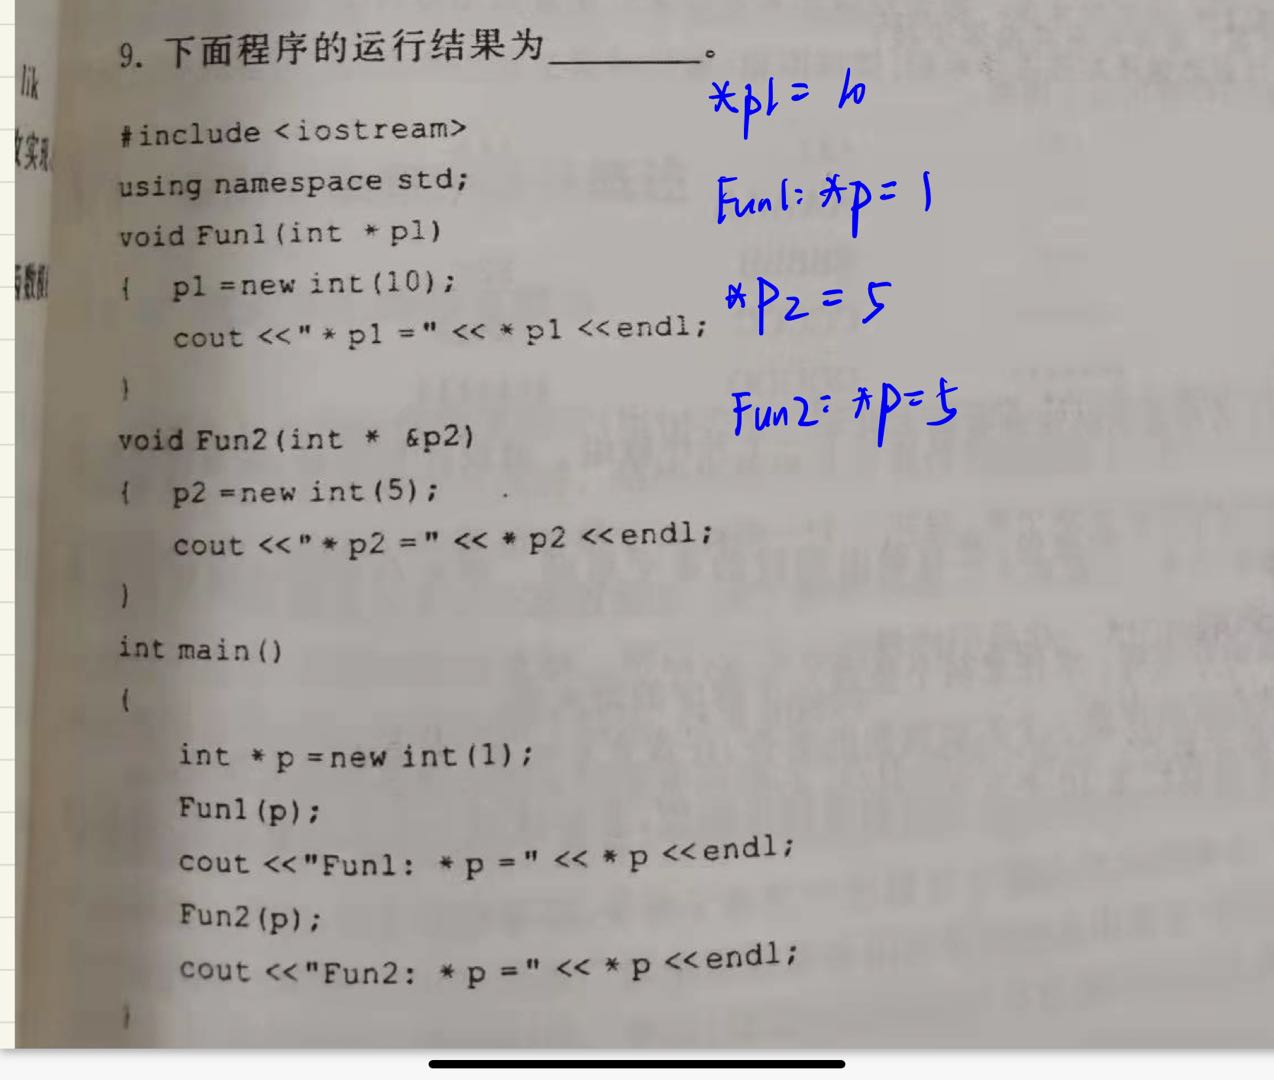 9. 下面程序的运行结果为________。
#include <iostream>
using namespace std;
void Fun1(int * p1)
{ p1 =new int(10);
cout <<" * p1 =" << * p1 <<endl;
}
void Fun2(int * &p2)
{ p2 =new int(5);
cout <<" * p2 =" << * p2 <<endl;
}
int main()
{
int * p =new int(1);
Fun1(p);
cout <<"Fun1: * p =" << * p <<endl;
Fun2(p);
cout <<"Fun2: * p =" << * p <<endl;
}
*p1= 10
Fun1: *p= 1
*P2 = 5
Fun2: *p=5
lik